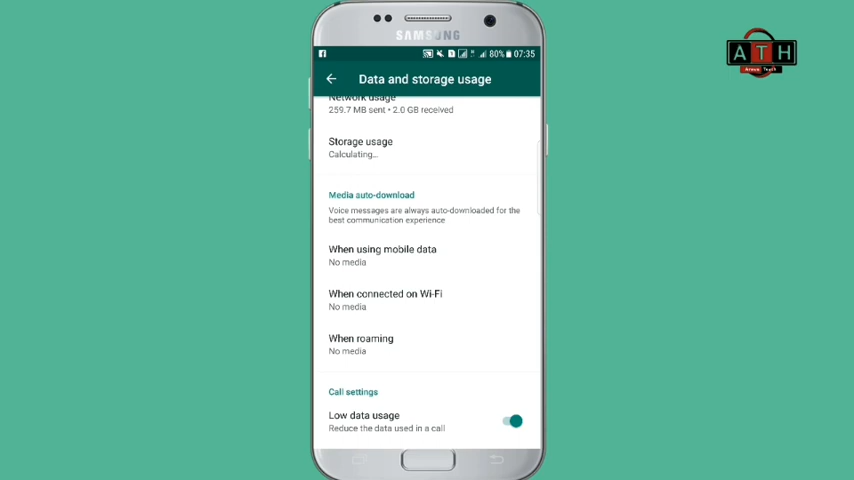 SAMSUNG
80% 07:35
Data and storage usage
Network usage
259.7 MB sent • 2.0 GB received
Storage usage
Calculating...
Media auto-download
Voice messages are always auto-downloaded for the
best communication experience
When using mobile data
No media
When connected on Wi-Fi
No media
When roaming
No media
Call settings
Low data usage
Reduce the data used in a call
ATH